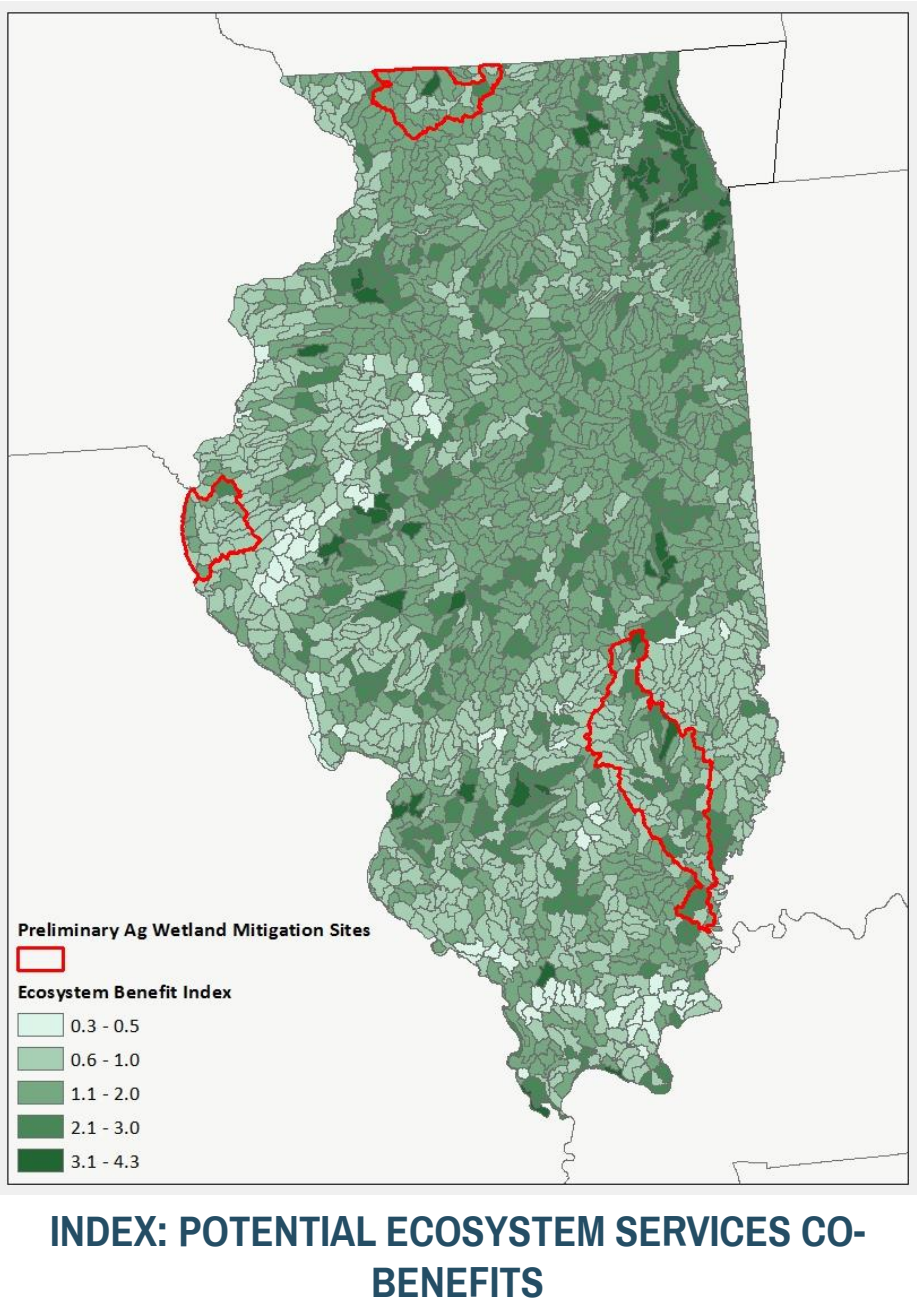 Preliminary Ag Wetland Mitigation Sites
Ecosystem Benefit Index
0.3 - 0.5
0.6 - 1.0
1.1 - 2.0
2.1 - 3.0
3.1 - 4.3
INDEX: POTENTIAL ECOSYSTEM SERVICES CO-
BENEFITS